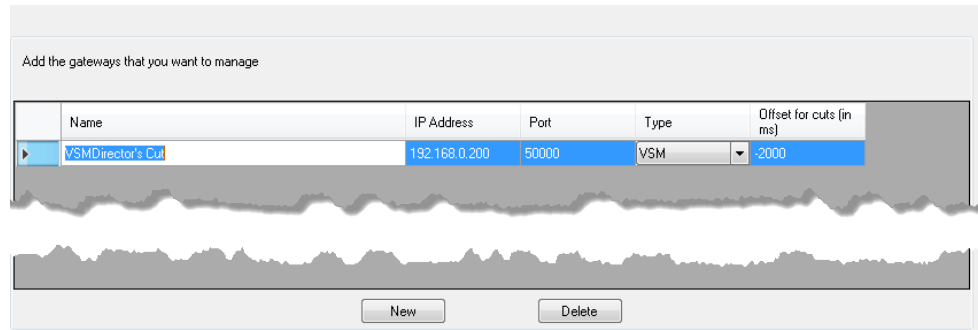 Add the gateways that you want to manage
Name IP Address Port Type Offset for cuts (in ms)
VSMDirector's Cut 192.168.0.200 50000 VSM -2000
New Delete